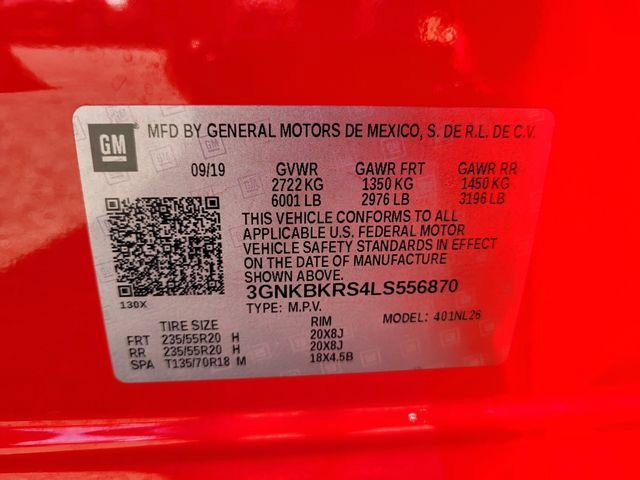 GM MFD BY GENERAL MOTORS DE MEXICO, S. DE R.L. DE C.V.
09/19 GVWR GAWR FRT GAWR RR
2722 KG 1350 KG 1450 KG
6001 LB 2976 LB 3196 LB
THIS VEHICLE CONFORMS TO ALL
APPLICABLE U.S. FEDERAL MOTOR
VEHICLE SAFETY STANDARDS IN EFFECT
ON THE DATE OF MANUFACTURE
SHOWN ABOVE.
3GNKBKRS4LS556870
130X
TYPE: M.P.V. MODEL: 401NL26
TIRE SIZE RIM
FRT 235/55R20 H 20X8J
RR 235/55R20 H 20X8J
SPA T135/70R18 M 18X4.5B